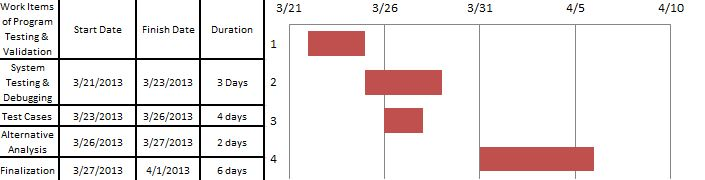 Work Items
of Program
Testing &
Validation
Start Date
Finish Date
Duration
System
Testing &
Debugging
3/21/2013
3/23/2013
3 Days
Test Cases
3/23/2013
3/26/2013
4 days
Alternative
Analysis
3/26/2013
3/27/2013
2 days
Finalization
3/27/2013
4/1/2013
6 days
3/21
3/26
3/31
4/5
4/10
1
2
3
4